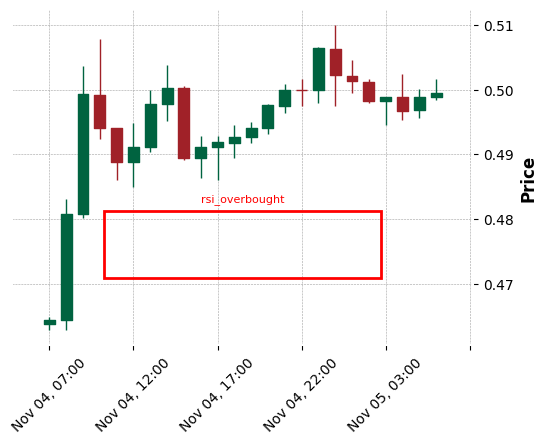 0.51
0.50
0.49
0.48
0.47
Price
rsi_overbought
Nov 04, 07:00
Nov 04, 12:00
Nov 04, 17:00
Nov 04, 22:00
Nov 05, 03:00